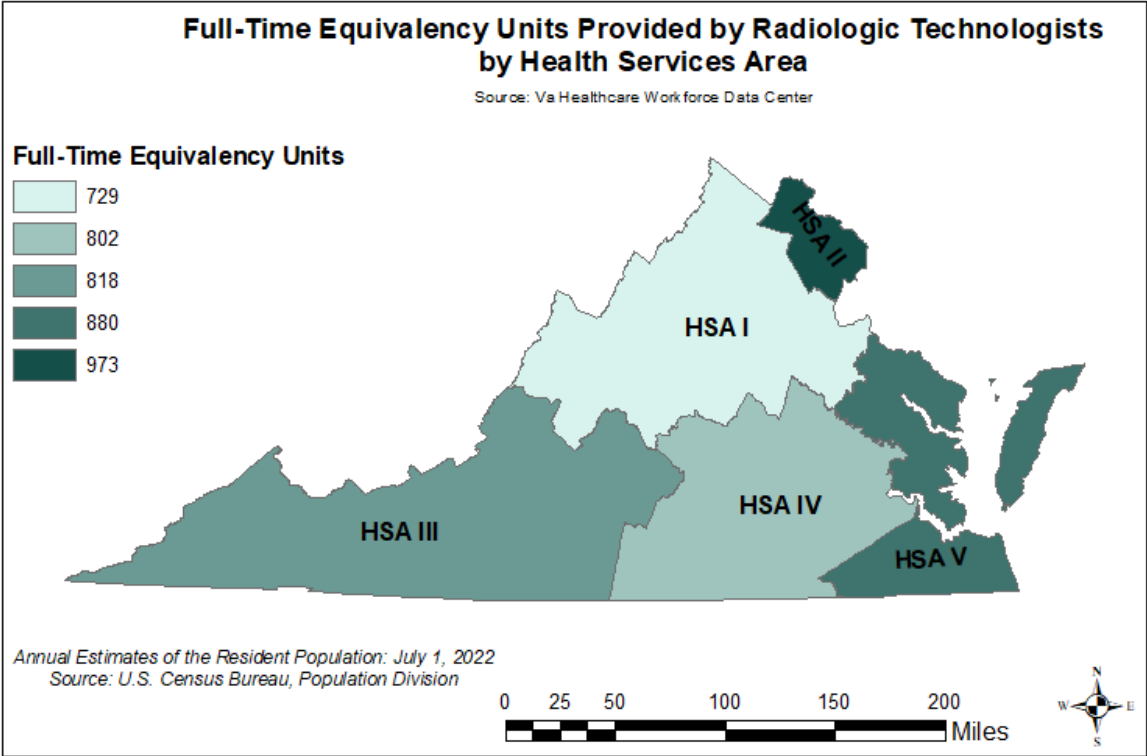 Full-Time Equivalency Units Provided by Radiologic Technologists
by Health Services Area
Source: Va Healthcare Workforce Data Center
Full-Time Equivalency Units
729
802
818
880
973
HSA II
HSA I
HSA IV
HSA III
HSA V
Annual Estimates of the Resident Population: July 1, 2022
Source: U.S. Census Bureau, Population Division
0 25 50 100 150 200
Miles
N
W E
S